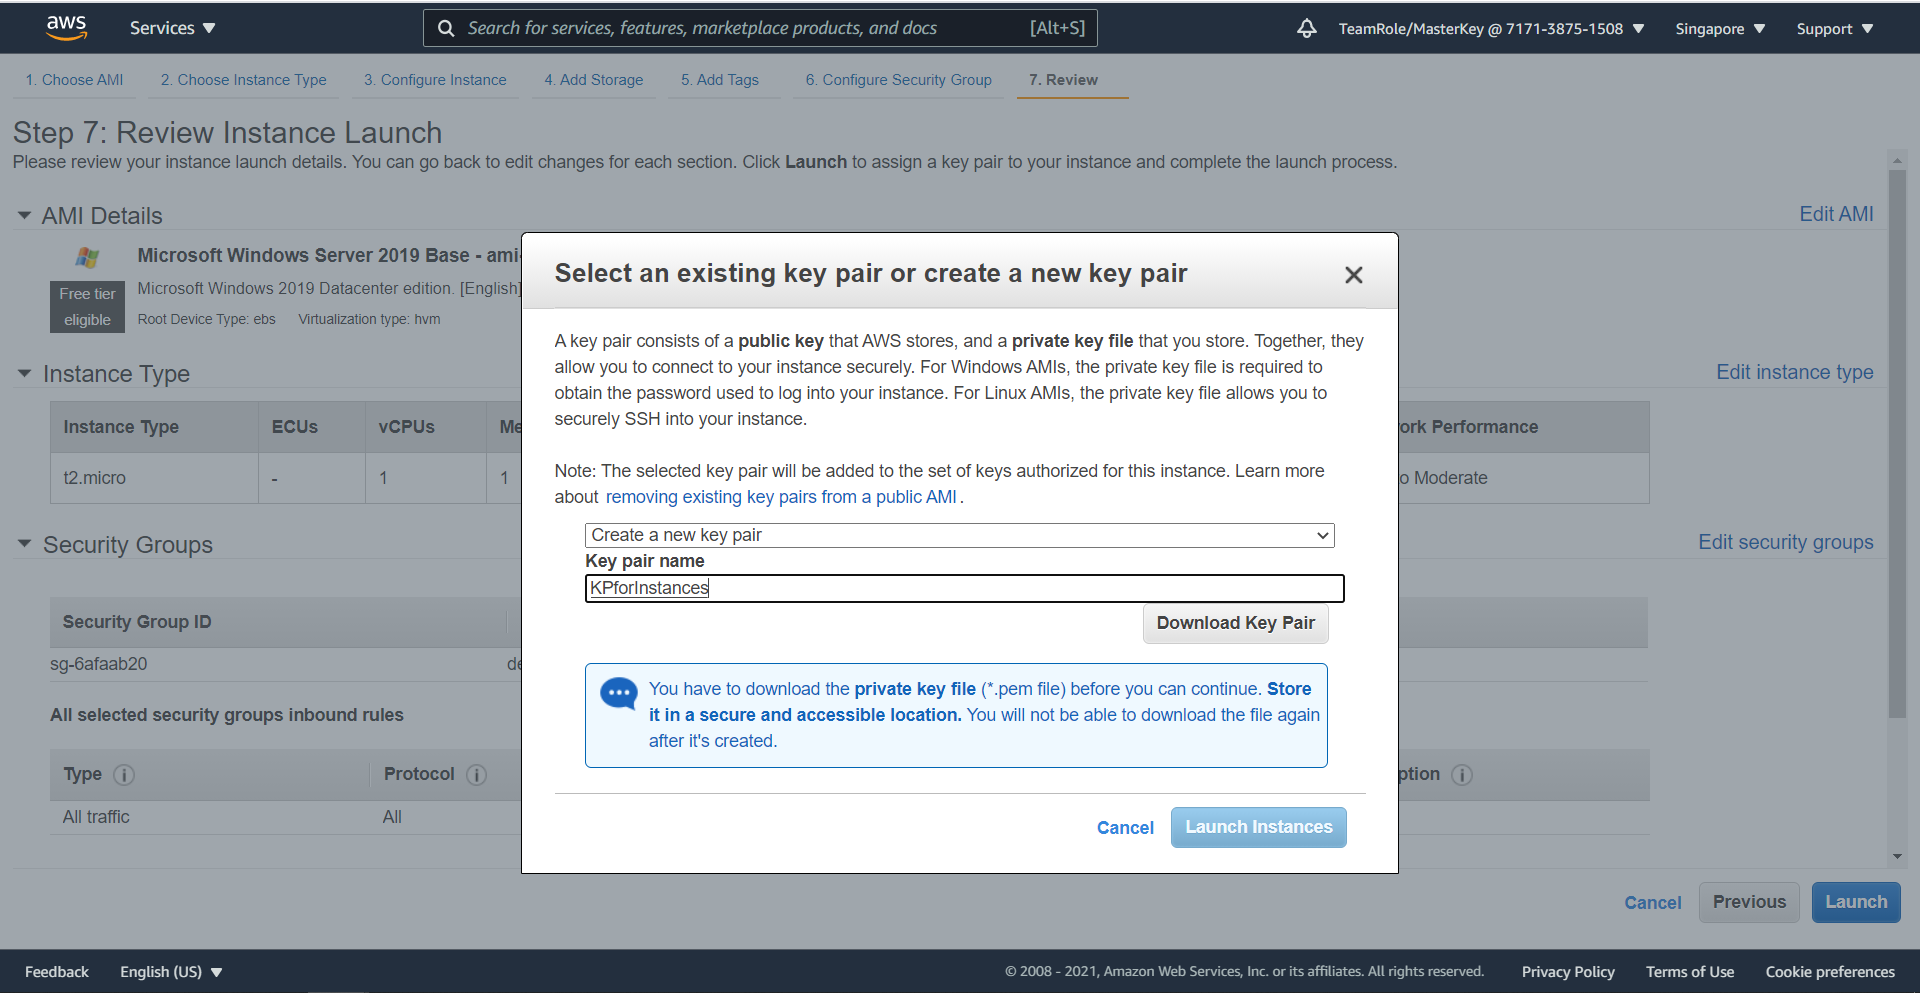 aws
Services
Search for services, features, marketplace products, and docs [Alt+S]
TeamRole/MasterKey @ 7171-3875-1508
Singapore
Support
1. Choose AMI 2. Choose Instance Type 3. Configure Instance 4. Add Storage 5. Add Tags 6. Configure Security Group 7. Review
Step 7: Review Instance Launch
Please review your instance launch details. You can go back to edit changes for each section. Click Launch to assign a key pair to your instance and complete the launch process.
AMI Details
Edit AMI
Microsoft Windows Server 2019 Base - ami-
Free tier
eligible
Microsoft Windows 2019 Datacenter edition. [English]
Root Device Type: ebs Virtualization type: hvm
Instance Type
Edit instance type
Instance Type ECUs vCPUs Me ork Performance
t2.micro - 1 1 o Moderate
Security Groups
Edit security groups
Security Group ID
sg-6afaab20 de
All selected security groups inbound rules
Type Protocol ption
All traffic All
Select an existing key pair or create a new key pair
A key pair consists of a public key that AWS stores, and a private key file that you store. Together, they
allow you to connect to your instance securely. For Windows AMIs, the private key file is required to
obtain the password used to log into your instance. For Linux AMIs, the private key file allows you to
securely SSH into your instance.
Note: The selected key pair will be added to the set of keys authorized for this instance. Learn more
about removing existing key pairs from a public AMI .
Create a new key pair
Key pair name
KPforInstances
Download Key Pair
You have to download the private key file (*.pem file) before you can continue. Store
it in a secure and accessible location. You will not be able to download the file again
after it's created.
Cancel Launch Instances
Cancel Previous Launch
Feedback English (US) © 2008 - 2021, Amazon Web Services, Inc. or its affiliates. All rights reserved. Privacy Policy Terms of Use Cookie preferences